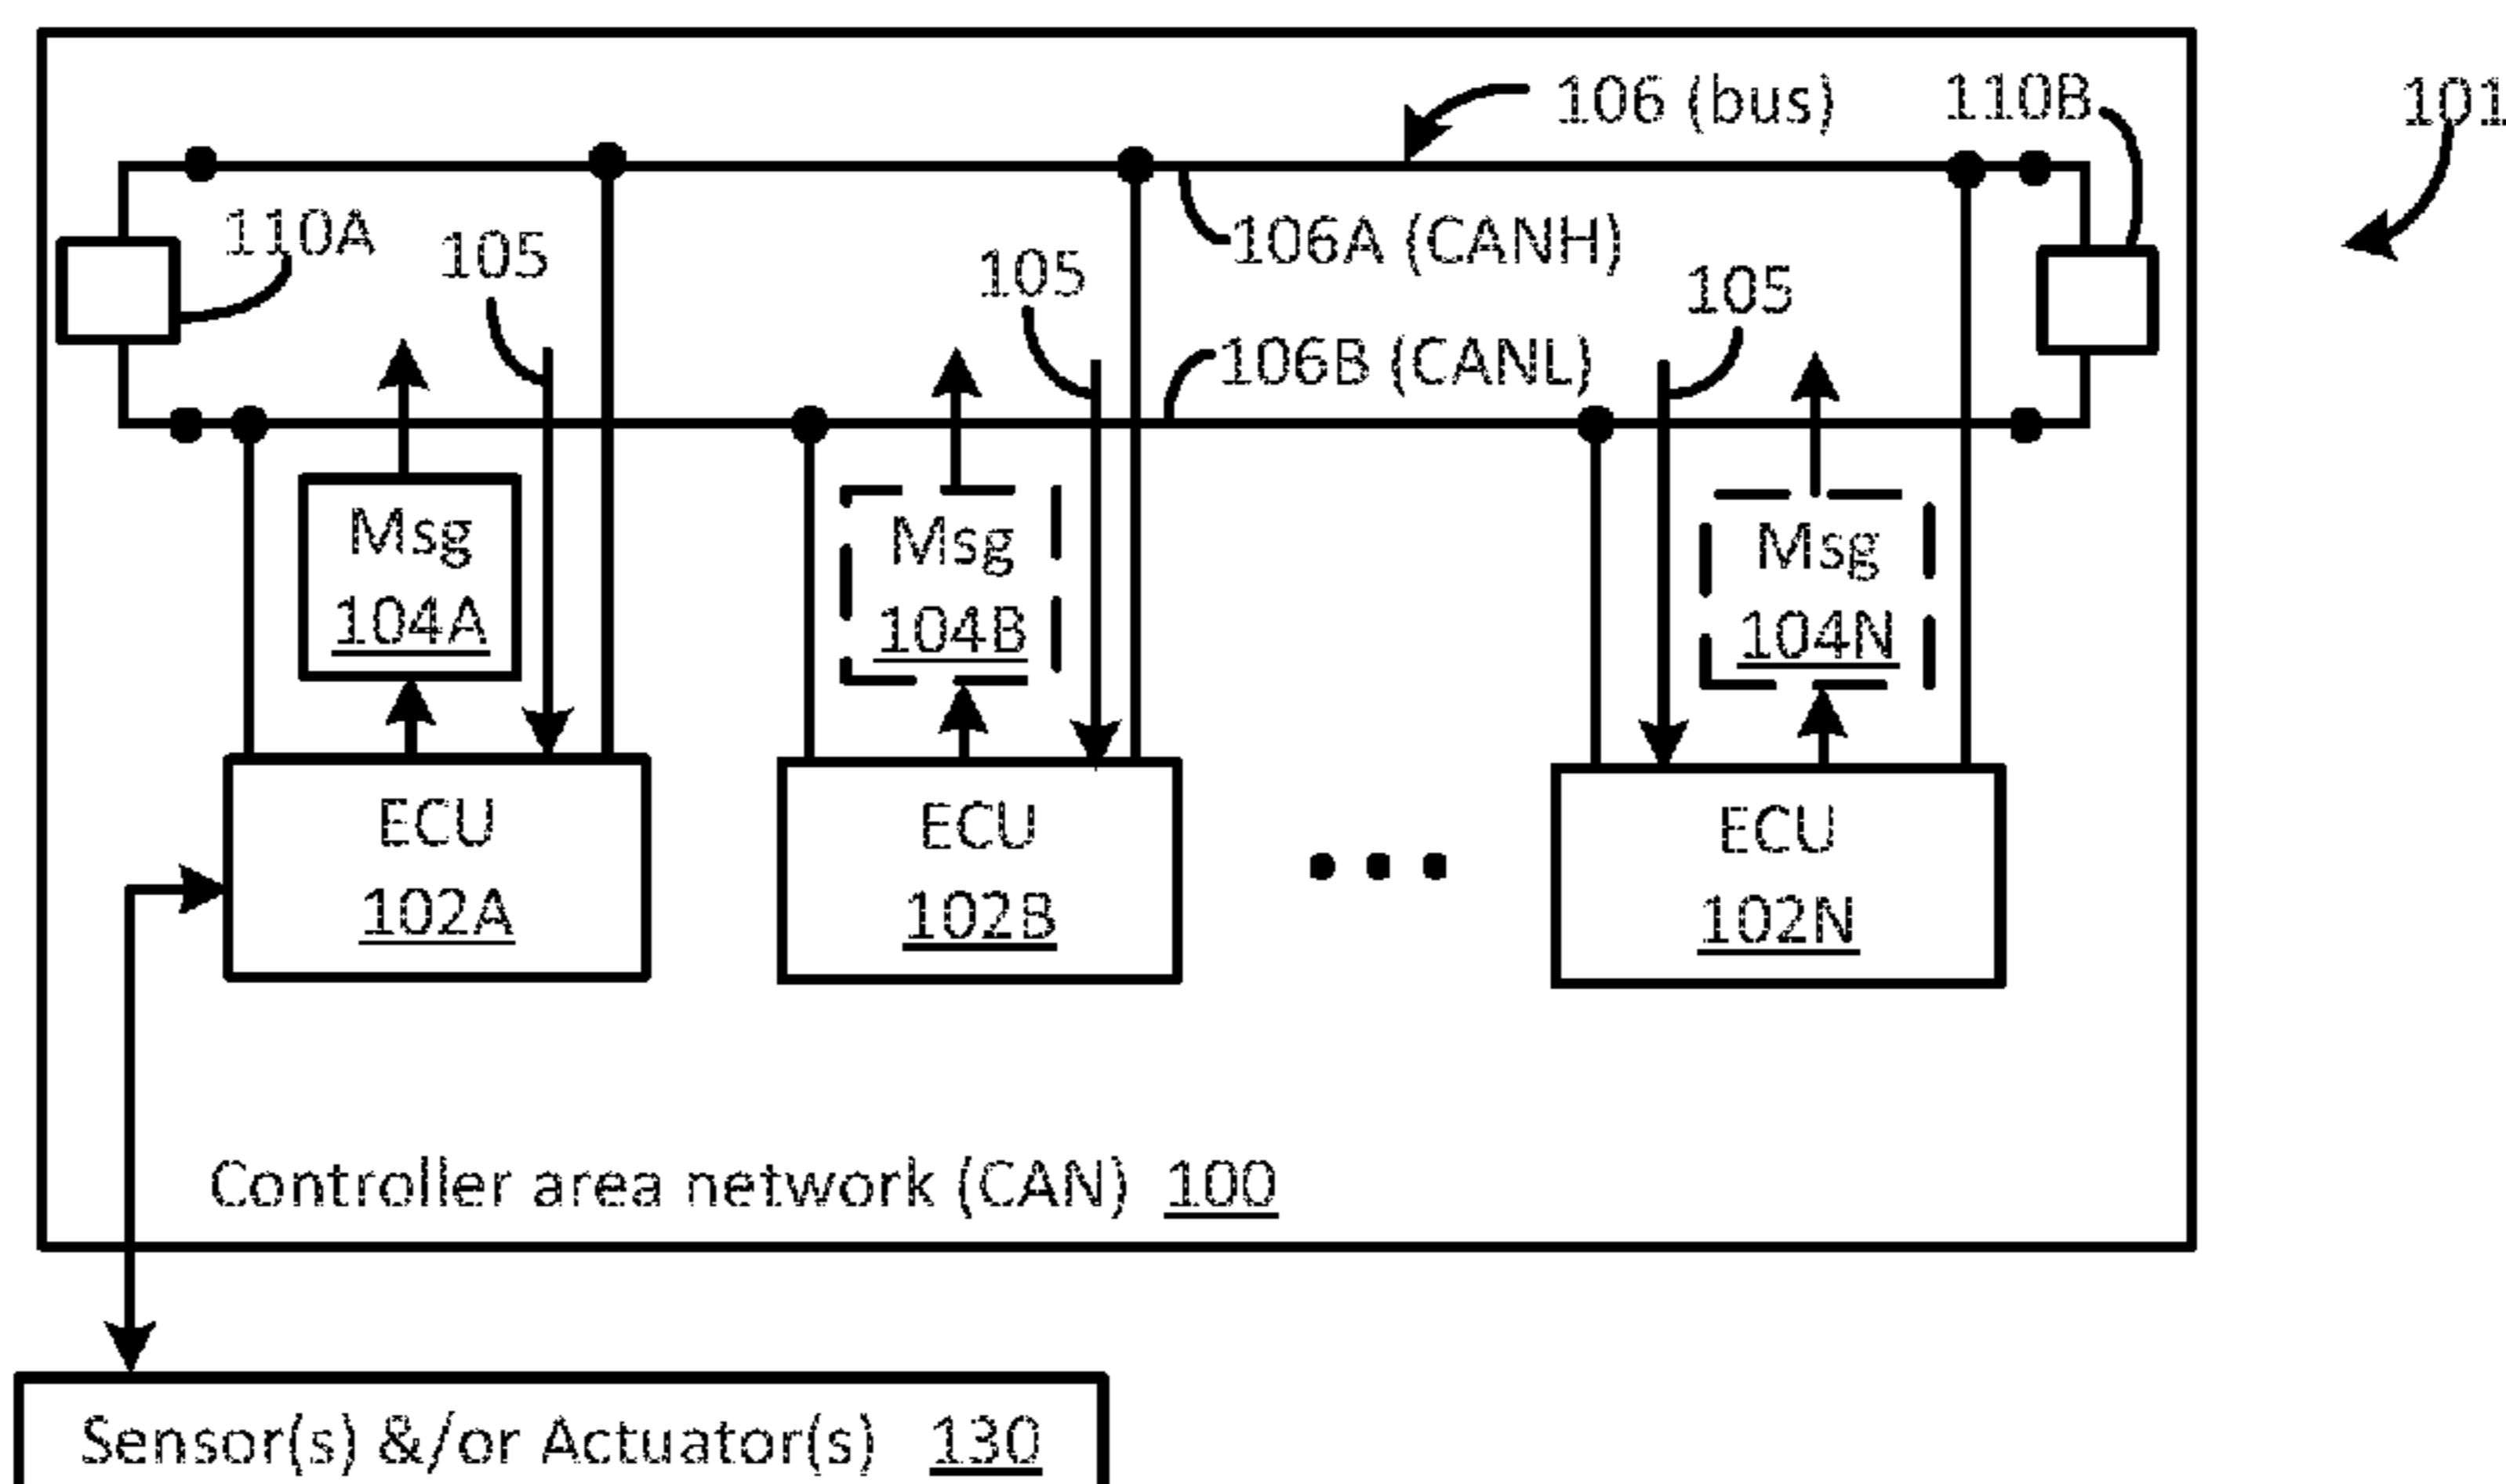 106 (bus)
110B
101
110A
105
106A (CANH)
105
105
106B (CANL)
Msg
104A
Msg
104B
Msg
104N
ECU
102A
ECU
102B
ECU
102N
Controller area network (CAN) 100
Sensor(s) &/or Actuator(s) 130